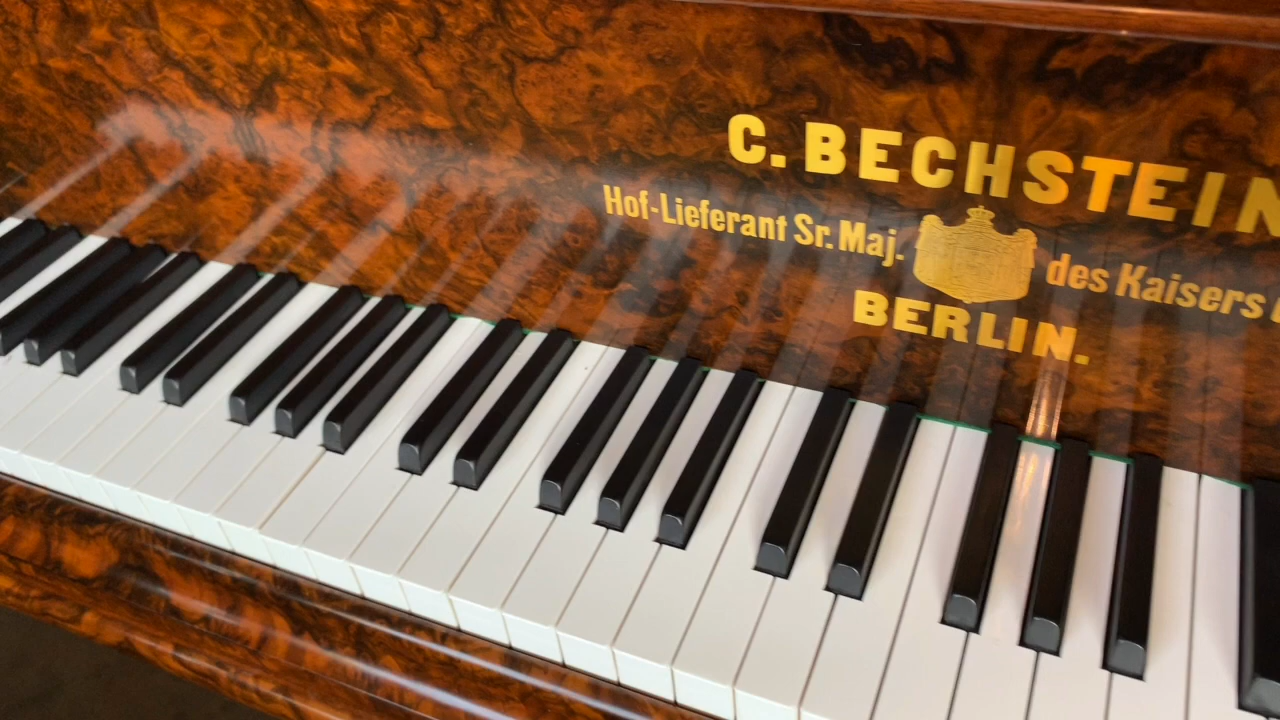 C. BECHSTEIN
Hof-Lieferant Sr. Maj. des Kaisers
BERLIN.